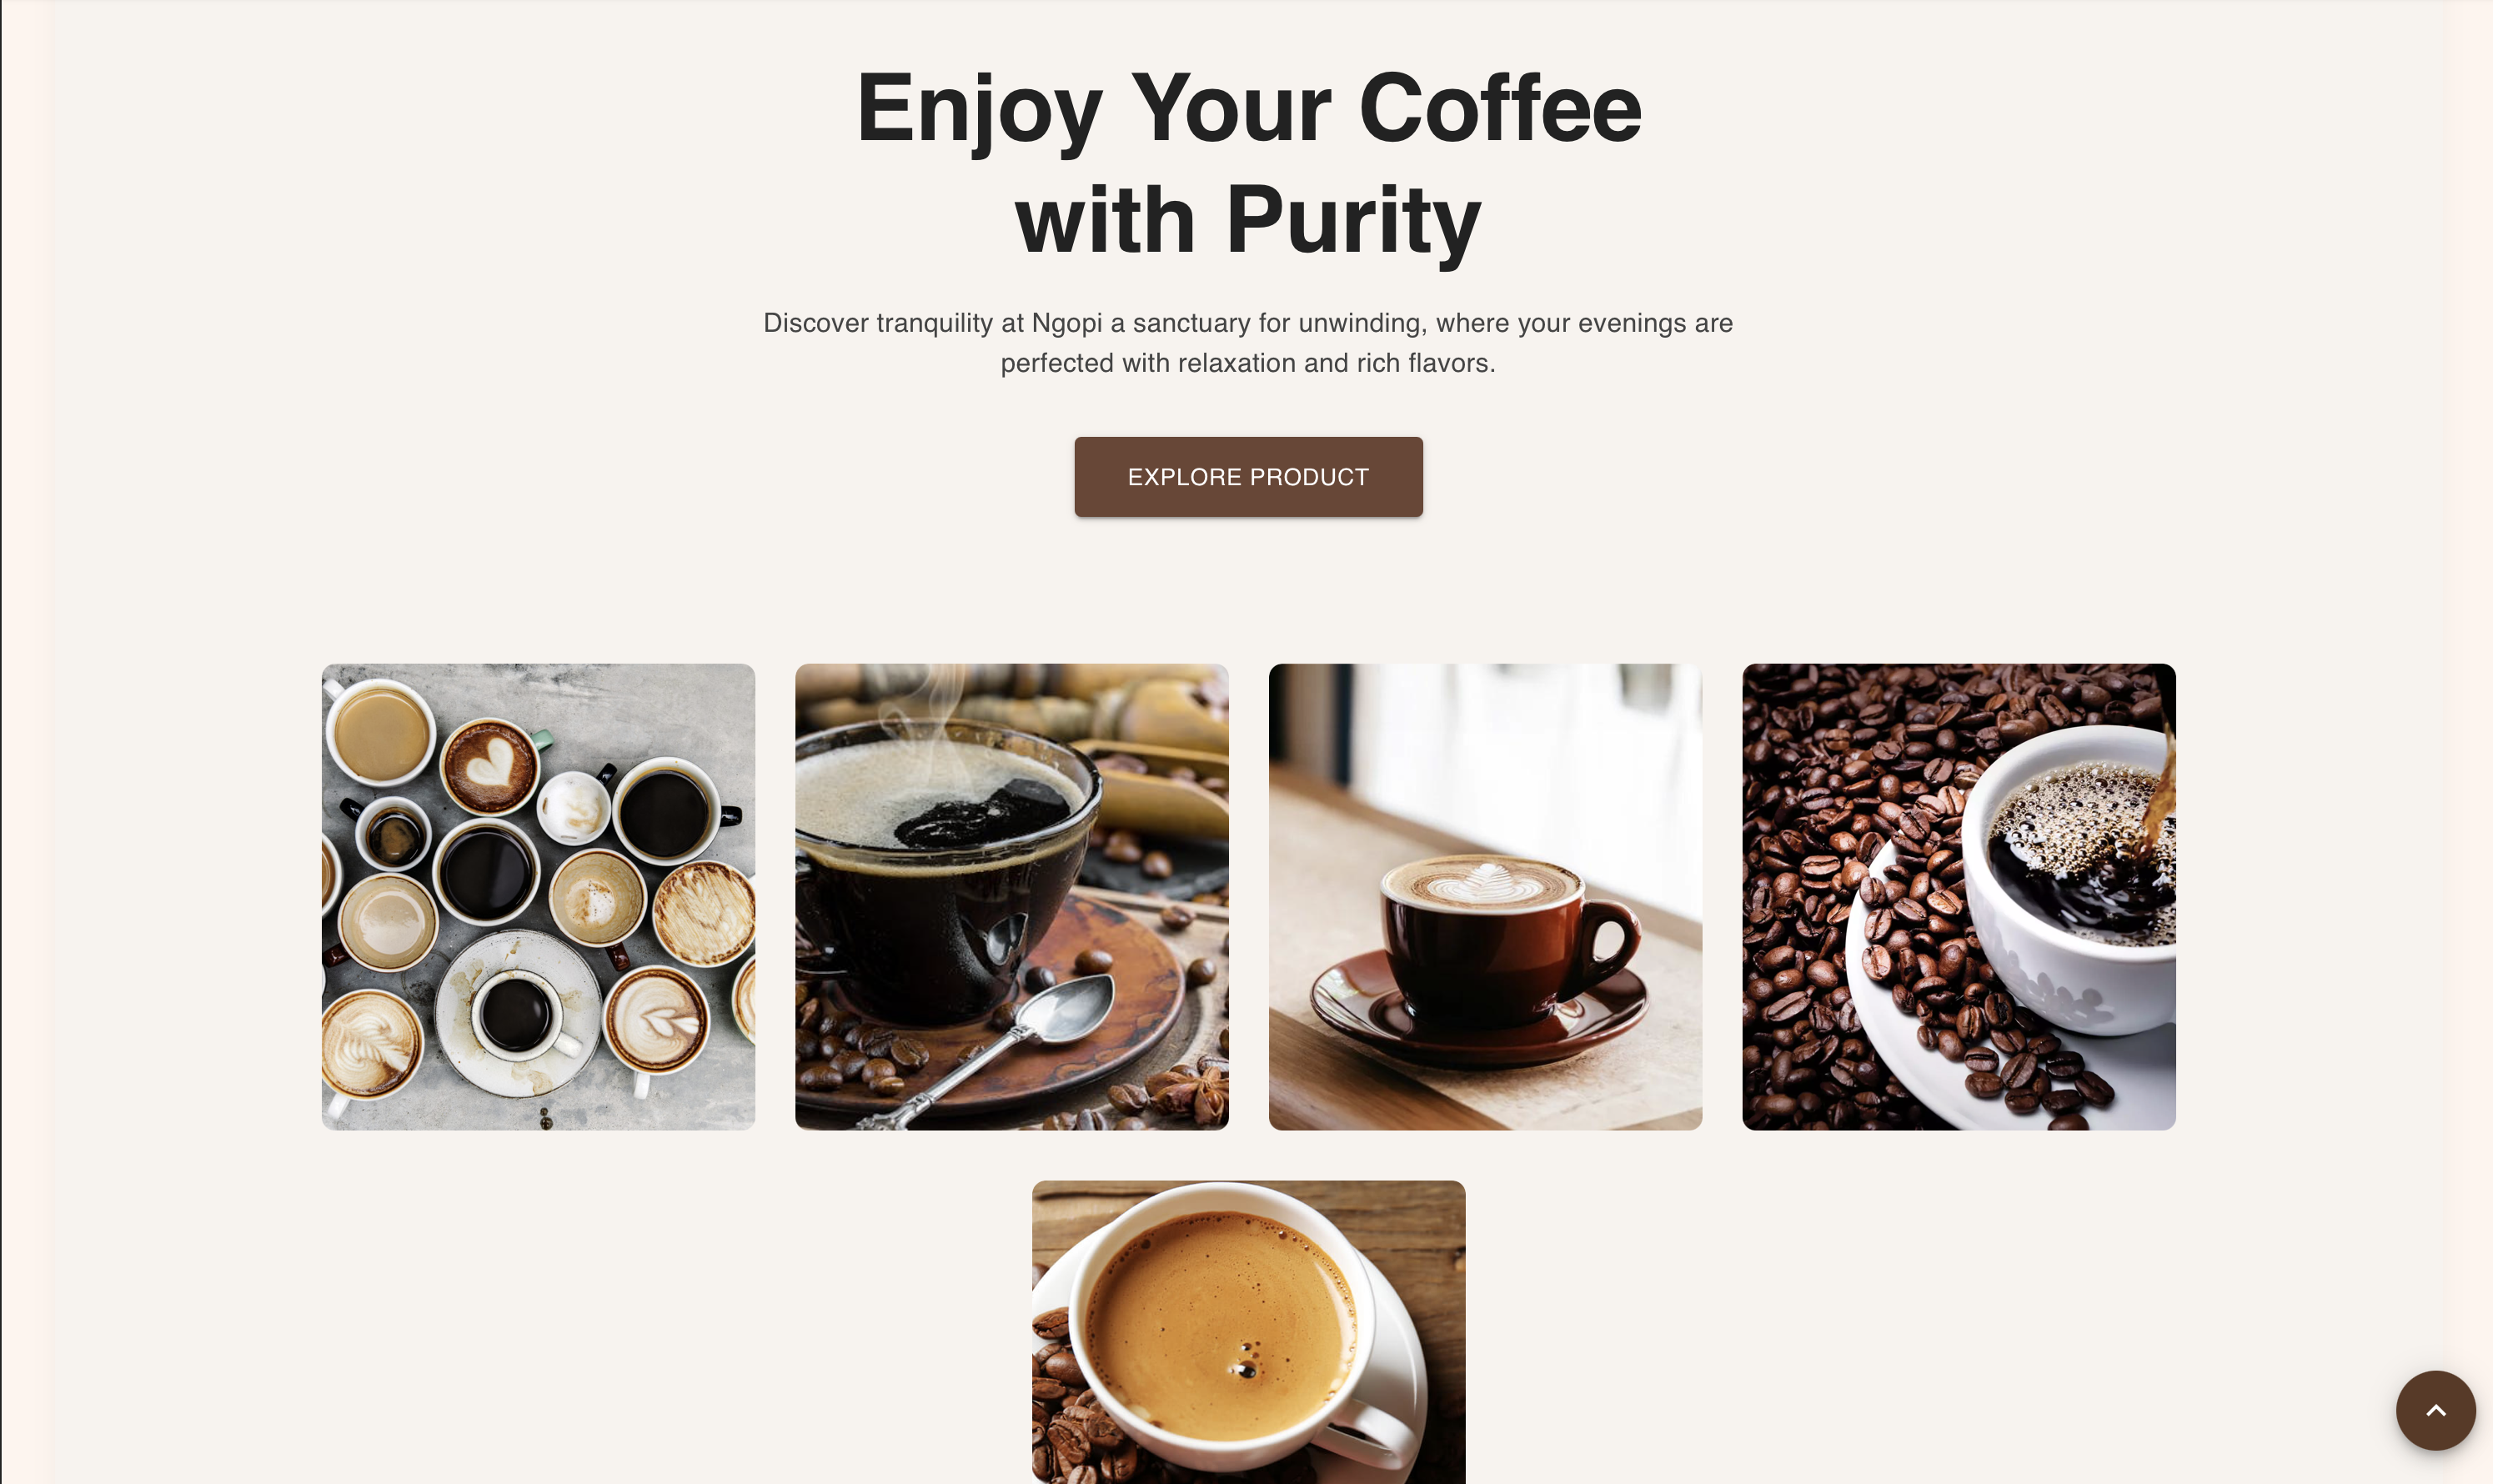 Enjoy Your Coffee
with Purity
Discover tranquility at Ngopi a sanctuary for unwinding, where your evenings are
perfected with relaxation and rich flavors.
EXPLORE PRODUCT